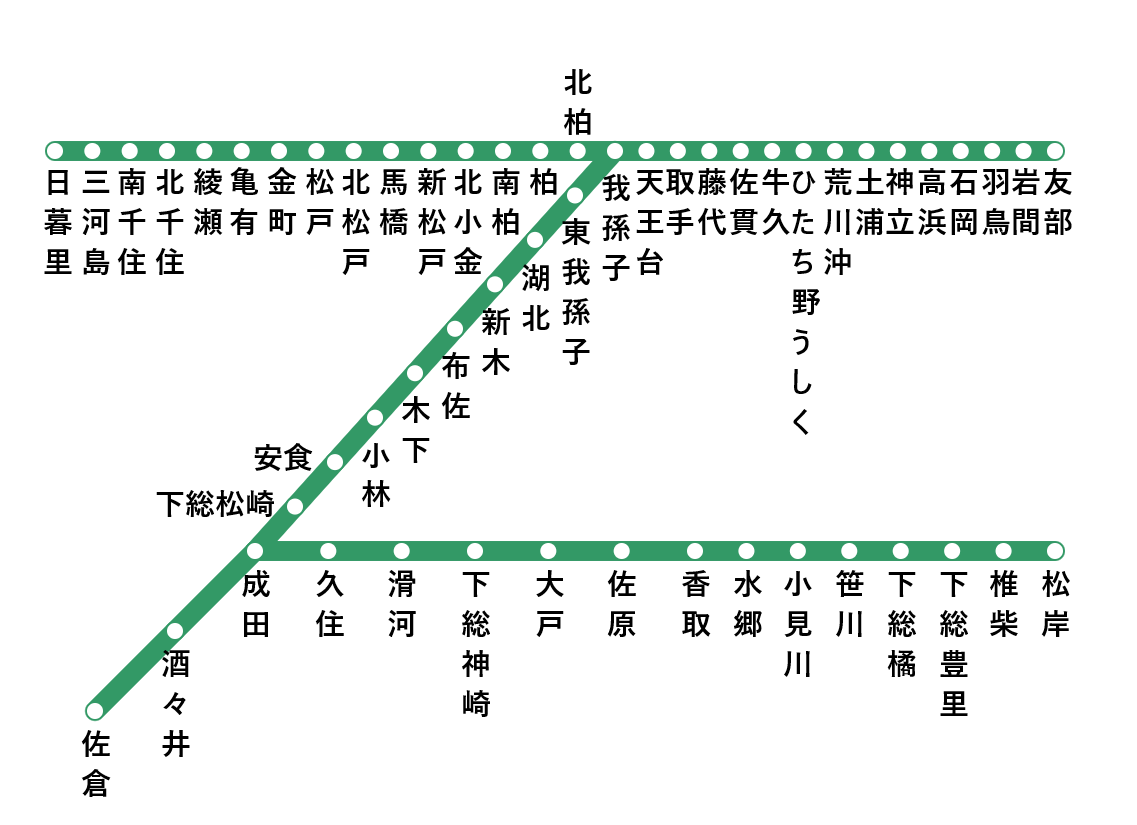 北柏
日暮里
三河島
南千住
北千住
綾瀬
亀有
金町
松戸
北松戸
馬橋
新松戸
北小金
南柏
柏
我孫子
天王台
取手
藤代
佐貫
牛久
ひたち野うしく
荒川沖
土浦
神立
高浜
石岡
羽鳥
岩間
友部
東我孫子
湖北
新木
布佐
木下
小林
安食
下総松崎
成田
久住
滑河
下総神崎
大戸
佐原
香取
水郷
小見川
笹川
下総橘
下総豊里
椎柴
松岸
酒々井
佐倉